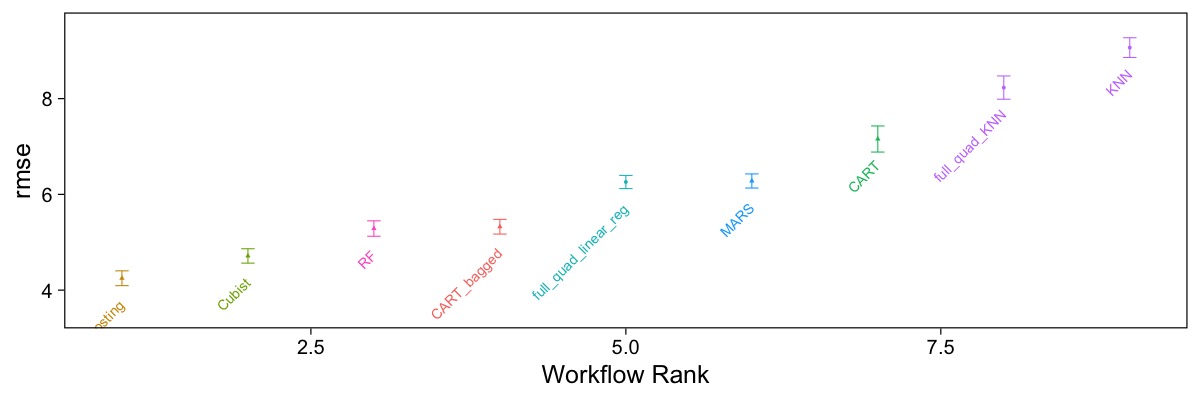 rmse
8
6
4
osting
Cubist
RF
CART_bagged
full_quad_linear_reg
MARS
CART
full_quad_KNN
KNN
2.5
5.0
7.5
Workflow Rank